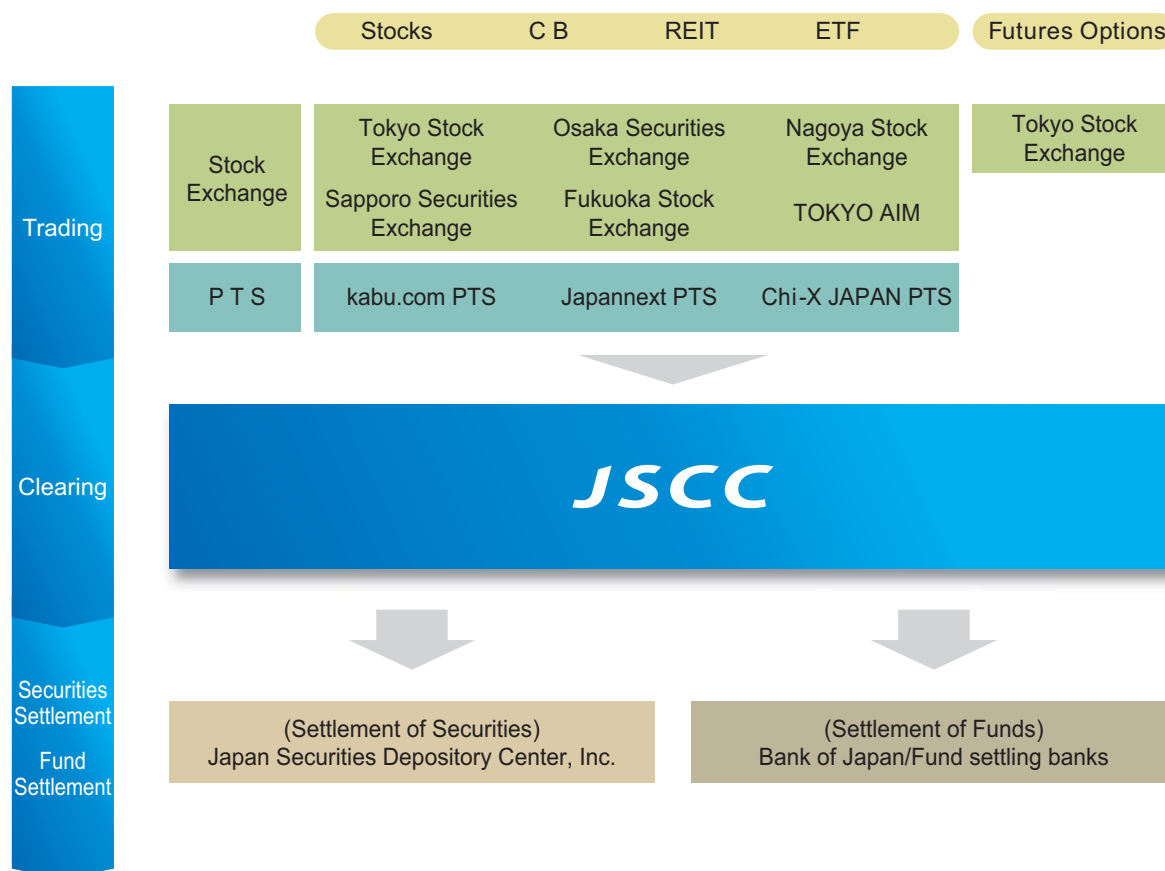 Stocks C B REIT ETF Futures Options
Trading
Stock
Exchange
Tokyo Stock
Exchange
Osaka Securities
Exchange
Nagoya Stock
Exchange
Tokyo Stock
Exchange
Sapporo Securities
Exchange
Fukuoka Stock
Exchange
TOKYO AIM
P T S
kabu.com PTS
Japannext PTS
Chi-X JAPAN PTS
Clearing
JSCC
Securities
Settlement
Fund
Settlement
(Settlement of Securities)
Japan Securities Depository Center, Inc.
(Settlement of Funds)
Bank of Japan/Fund settling banks